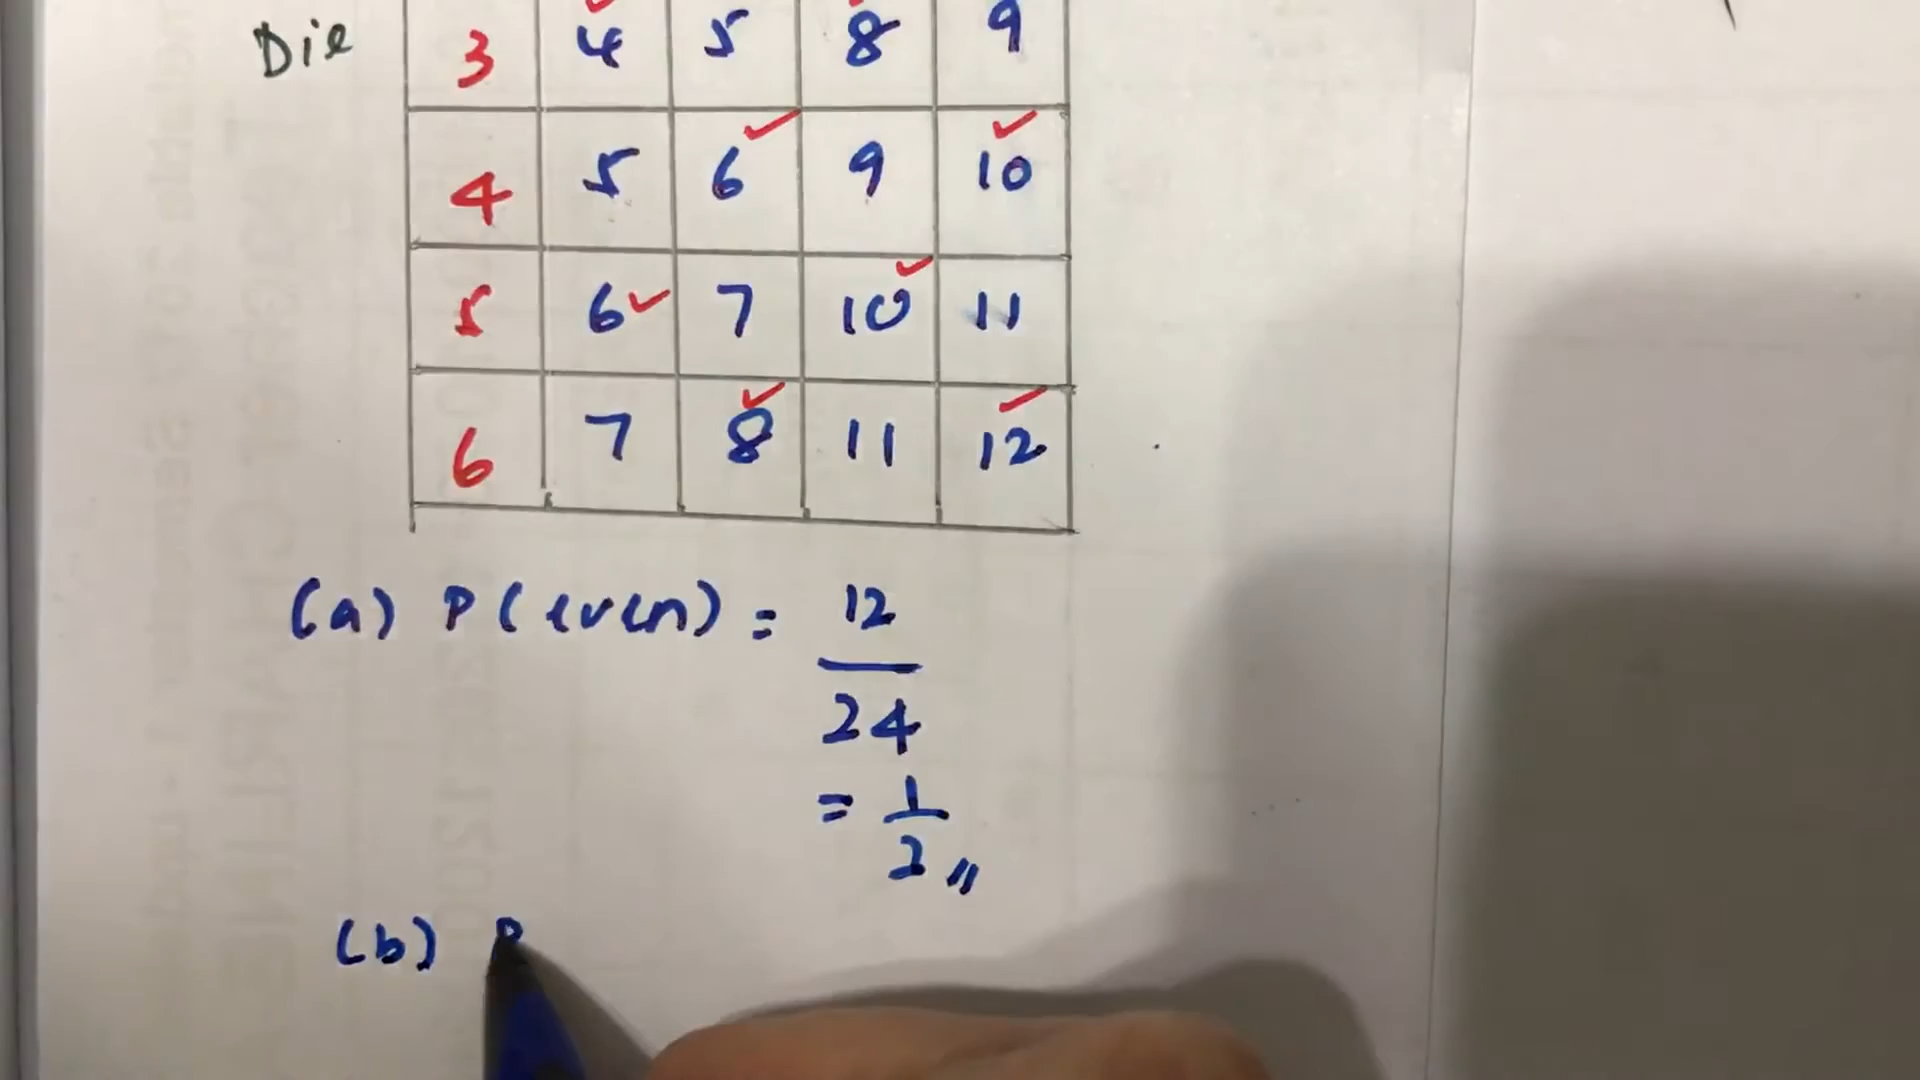 Die 3 4 5 8 9
4 5 6 9 10
5 6 7 10 11
6 7 8 11 12
(a) P(even) = 12
24
= 1
2
(b) P